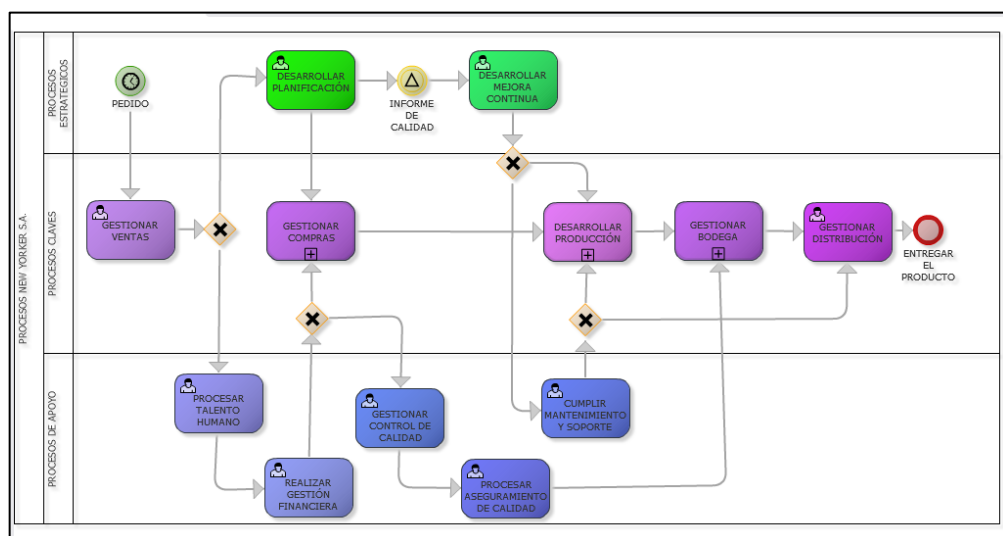 PROCESOS NEW YORKER S.A.
PROCESOS
ESTRATEGICOS
PEDIDO
DESARROLLAR
PLANIFICACIÓN
INFORME
DE
CALIDAD
DESARROLLAR
MEJORA
CONTINUA
PROCESOS CLAVES
GESTIONAR
VENTAS
GESTIONAR
COMPRAS
DESARROLLAR
PRODUCCIÓN
GESTIONAR
BODEGA
GESTIONAR
DISTRIBUCIÓN
ENTREGAR
EL
PRODUCTO
PROCESOS DE APOYO
PROCESAR
TALENTO
HUMANO
REALIZAR
GESTIÓN
FINANCIERA
GESTIONAR
CONTROL DE
CALIDAD
PROCESAR
ASEGURAMIENTO
DE CALIDAD
CUMPLIR
MANTENIMIENTO
Y SOPORTE